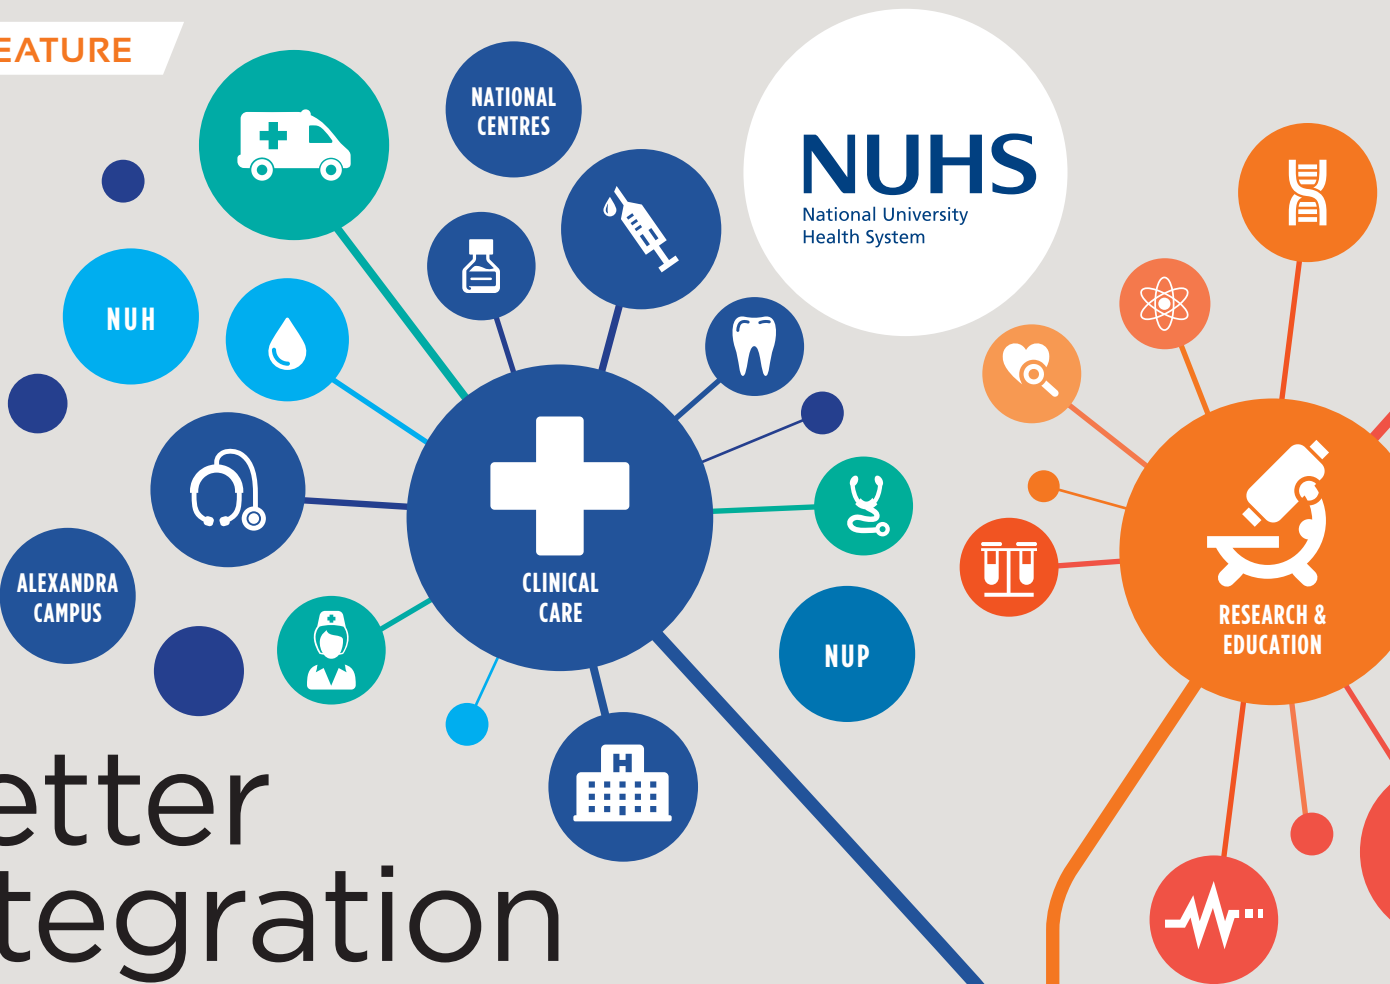 EATURE
NATIONAL
CENTRES
NUHS
National University
Health System
NUH
ALEXANDRA
CAMPUS
CLINICAL
CARE
NUP
RESEARCH &
EDUCATION
H
etter
tegration